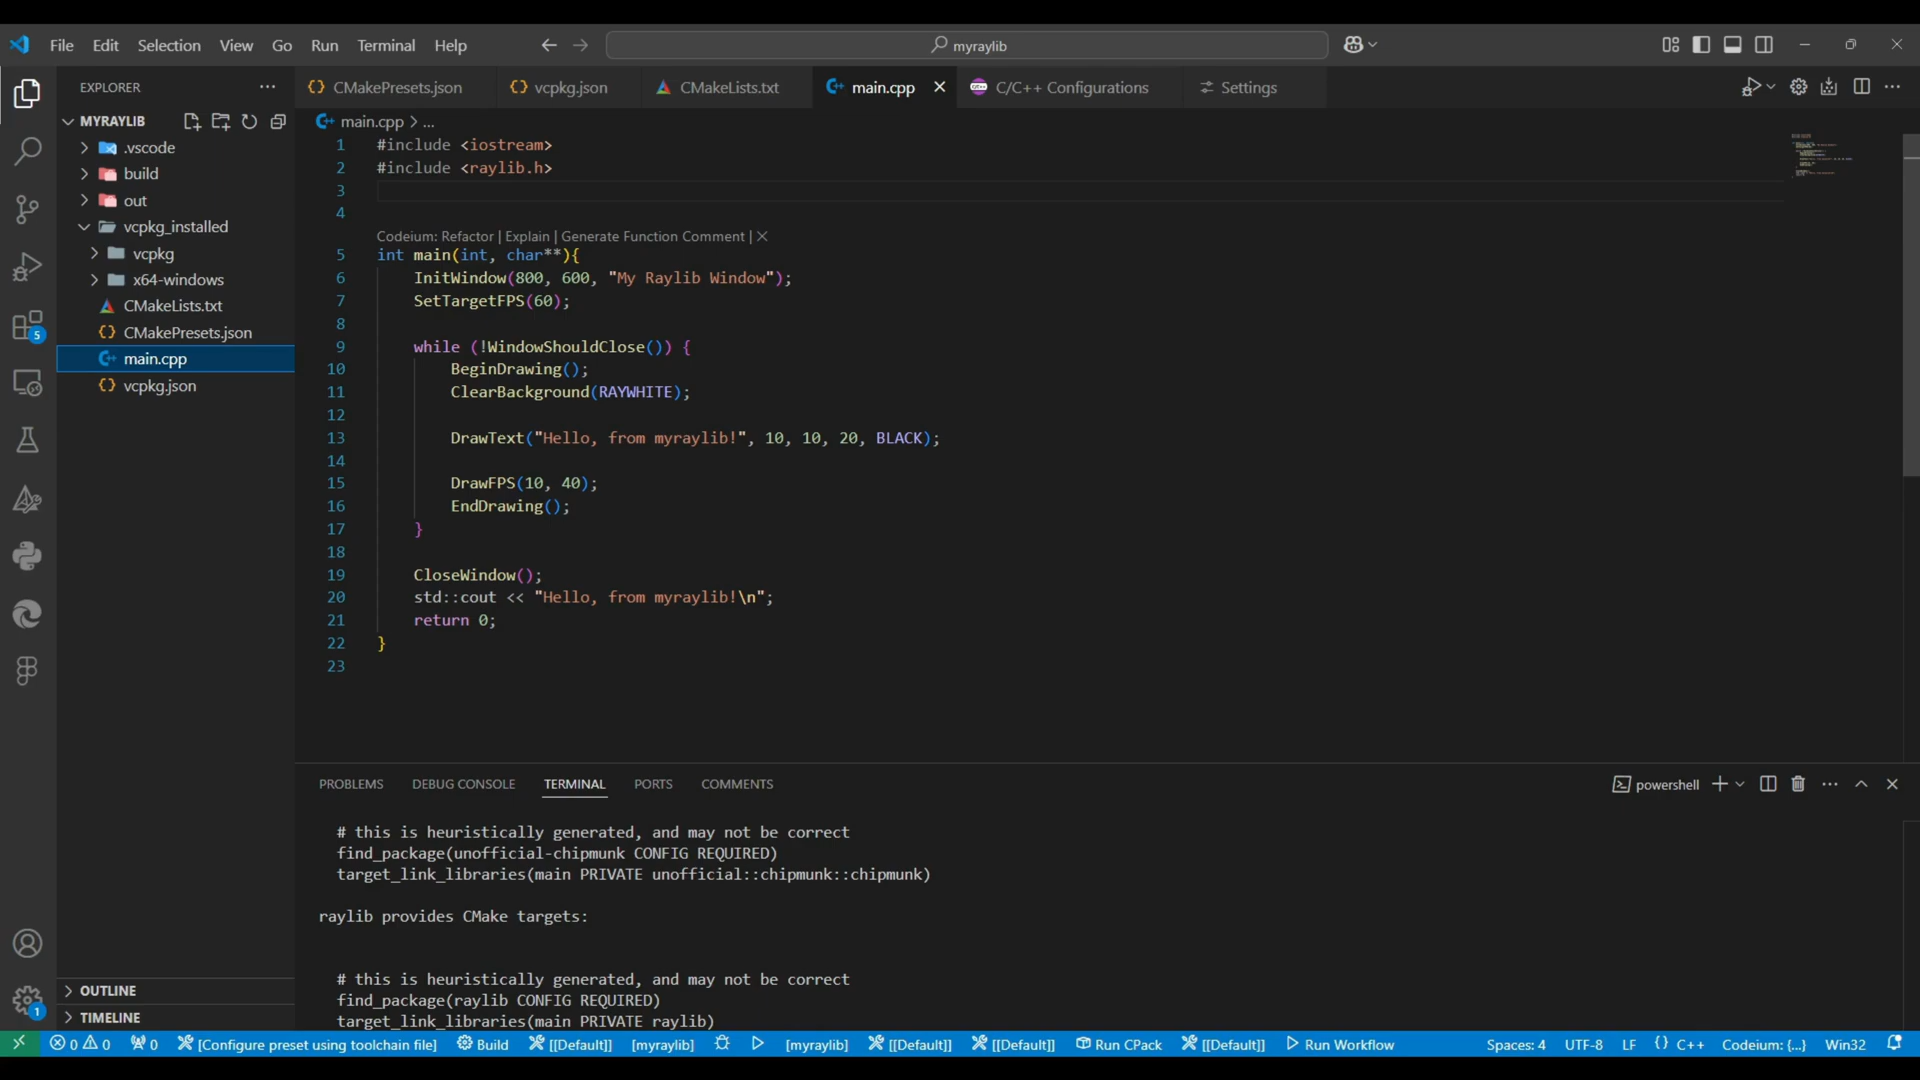 File Edit Selection View Go Run Terminal Help
myraylib
EXPLORER
CMakePresets.json
vcpkg.json
CMakeLists.txt
main.cpp
C/C++ Configurations
Settings
MYRAYLIB
.vscode
build
out
vcpkg_installed
vcpkg
x64-windows
CMakeLists.txt
CMakePresets.json
main.cpp
vcpkg.json
OUTLINE
TIMELINE
5
1
main.cpp > ...
1 #include <iostream>
2 #include <raylib.h>
3
4
Codeium: Refactor | Explain | Generate Function Comment | ×
5 int main(int, char**){
6 InitWindow(800, 600, "My Raylib Window");
7 SetTargetFPS(60);
8
9 while (!WindowShouldClose()) {
10 BeginDrawing();
11 ClearBackground(RAYWHITE);
12
13 DrawText("Hello, from myraylib!", 10, 10, 20, BLACK);
14
15 DrawFPS(10, 40);
16 EndDrawing();
17 }
18
19 CloseWindow();
20 std::cout << "Hello, from myraylib!\n";
21 return 0;
22 }
23
PROBLEMS DEBUG CONSOLE TERMINAL PORTS COMMENTS
powershell
# this is heuristically generated, and may not be correct
find_package(unofficial-chipmunk CONFIG REQUIRED)
target_link_libraries(main PRIVATE unofficial::chipmunk::chipmunk)
raylib provides CMake targets:
# this is heuristically generated, and may not be correct
find_package(raylib CONFIG REQUIRED)
target_link_libraries(main PRIVATE raylib)
0 0 0 [Configure preset using toolchain file] Build [[Default]] [myraylib] [myraylib] [[Default]] [[Default]] Run CPack [[Default]] Run Workflow Spaces: 4 UTF-8 LF {} C++ Codeium: {...} Win32